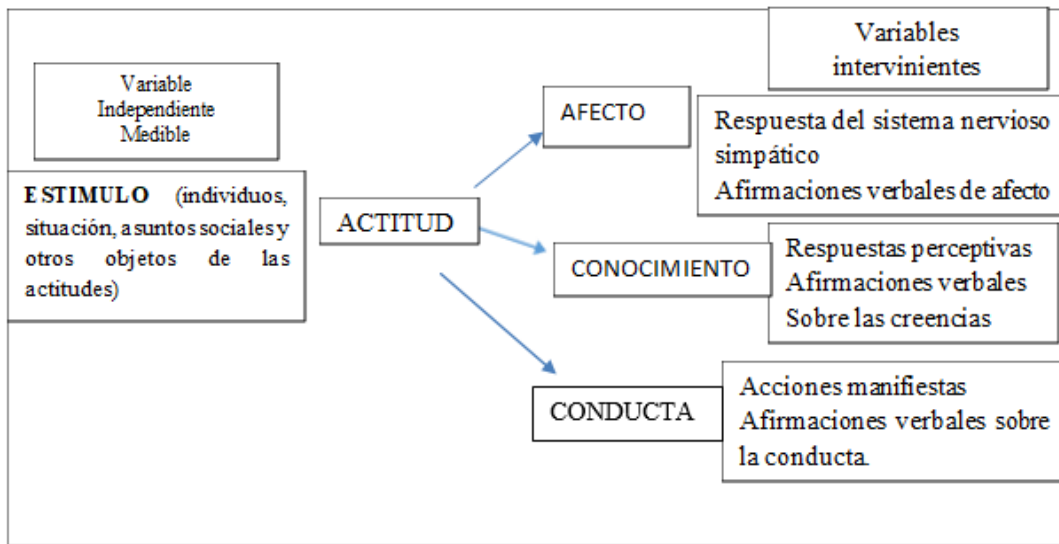 Variable
Independiente
Medible
ESTIMULO (individuos,
situación, asuntos sociales y
otros objetos de las
actitudes)
ACTITUD
AFECTO
CONOCIMIENTO
CONDUCTA
Variables
intervinientes
Respuesta del sistema nervioso
simpático
Afirmaciones verbales de afecto
Respuestas perceptivas
Afirmaciones verbales
Sobre las creencias
Acciones manifiestas
Afirmaciones verbales sobre
la conducta.